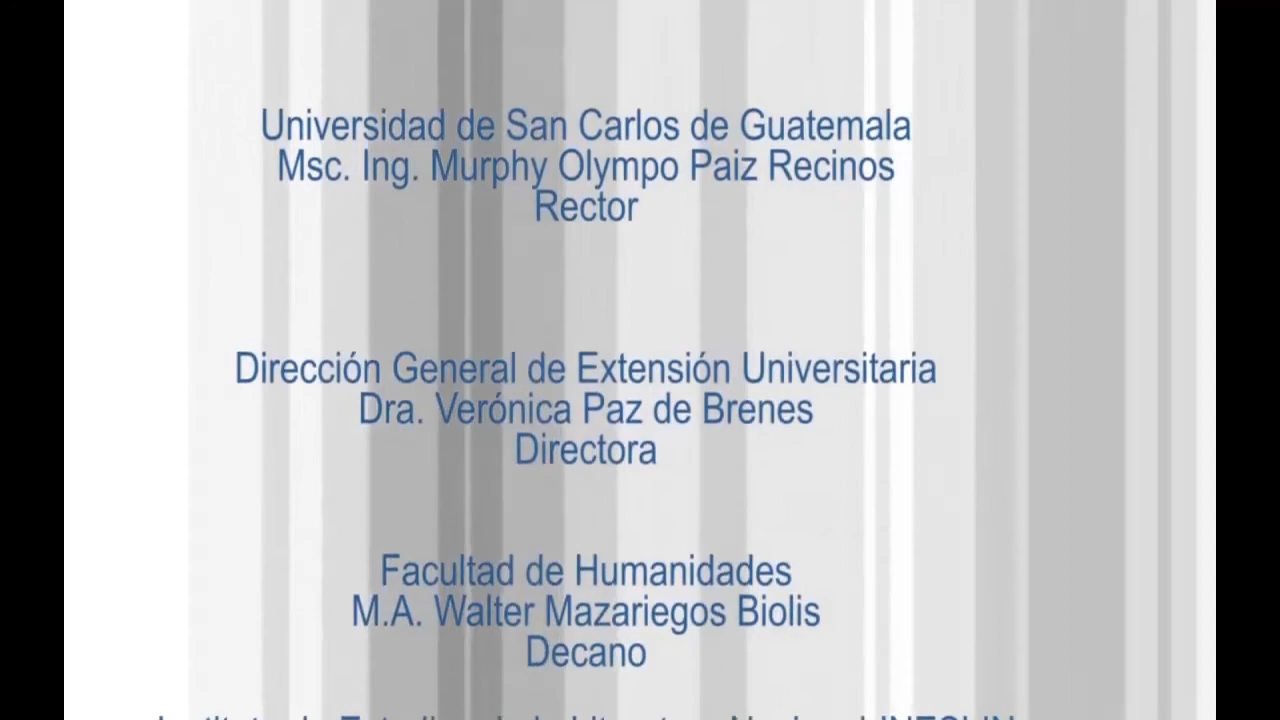 Universidad de San Carlos de Guatemala
Msc. Ing. Murphy Olympo Paiz Recinos
Rector
Dirección General de Extensión Universitaria
Dra. Verónica Paz de Brenes
Directora
Facultad de Humanidades
M.A. Walter Mazariegos Biolis
Decano